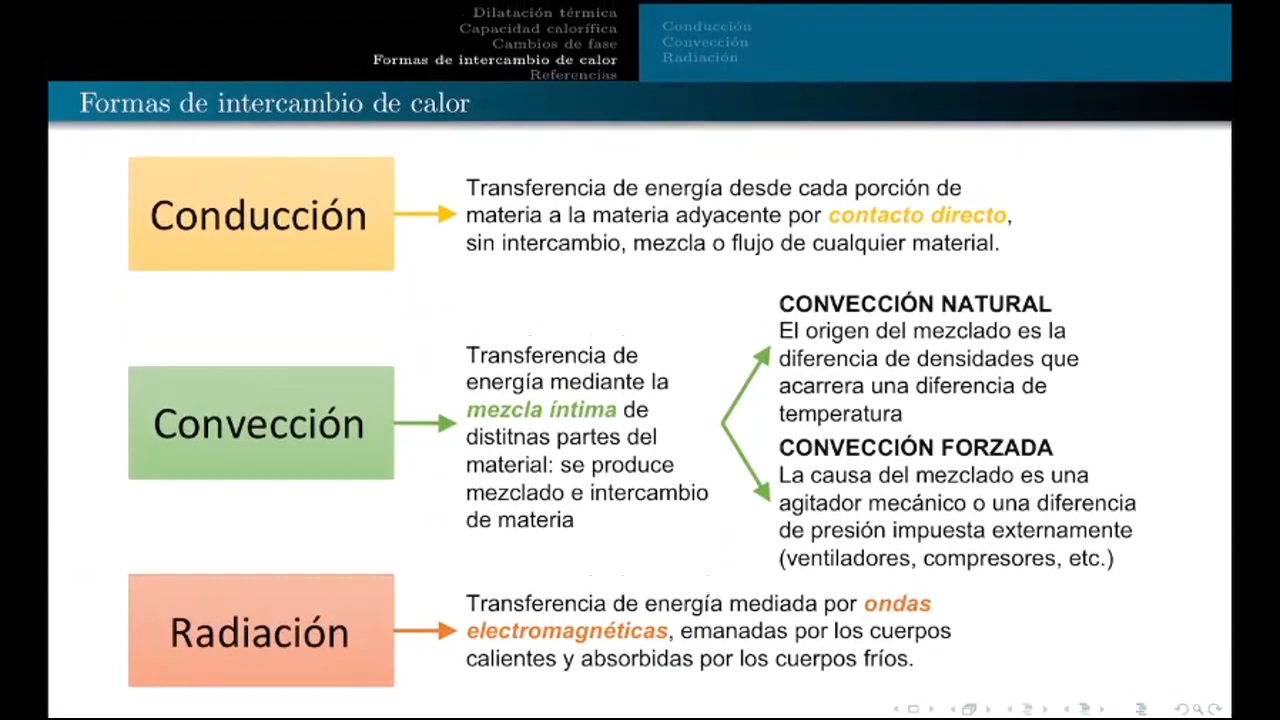 Dilatación térmica
Capacidad calorífica
Cambios de fase
Formas de intercambio de calor
Referencias
Conducción
Convección
Radiación
Formas de intercambio de calor
Conducción
Transferencia de energía desde cada porción de
materia a la materia adyacente por contacto directo,
sin intercambio, mezcla o flujo de cualquier material.
Convección
Transferencia de
energía mediante la
mezcla íntima de
distitnas partes del
material: se produce
mezclado e intercambio
de materia
CONVECCIÓN NATURAL
El origen del mezclado es la
diferencia de densidades que
acarrera una diferencia de
temperatura
CONVECCIÓN FORZADA
La causa del mezclado es una
agitador mecánico o una diferencia
de presión impuesta externamente
(ventiladores, compresores, etc.)
Radiación
Transferencia de energía mediada por ondas
electromagnéticas, emanadas por los cuerpos
calientes y absorbidas por los cuerpos fríos.